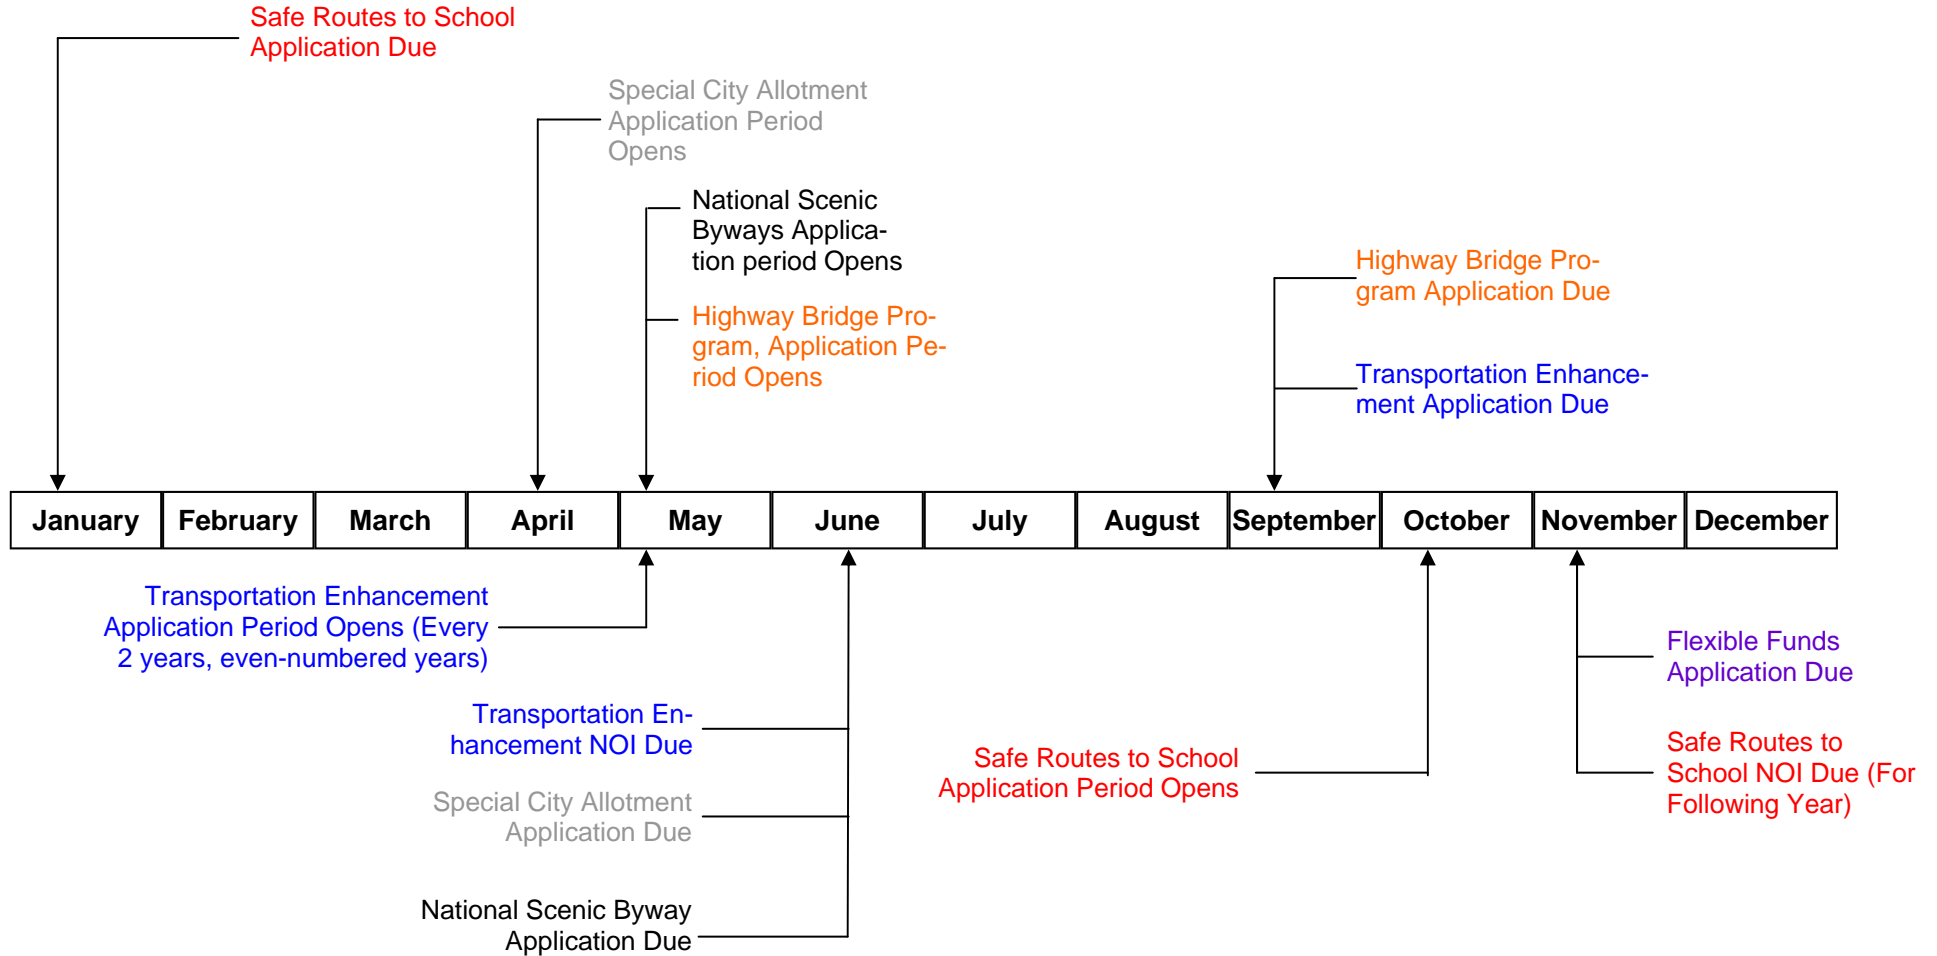 Safe Routes to School
Application Due
Special City Allotment
Application Period
Opens
National Scenic
Byways Applica-
tion period Opens
Highway Bridge Pro-
gram, Application Pe-
riod Opens
Highway Bridge Pro-
gram Application Due
Transportation Enhance-
ment Application Due
January February March April May June July August September October November December
Transportation Enhancement
Application Period Opens (Every
2 years, even-numbered years)
Transportation En-
hancement NOI Due
Special City Allotment
Application Due
National Scenic Byway
Application Due
Safe Routes to School
Application Period Opens
Flexible Funds
Application Due
Safe Routes to
School NOI Due (For
Following Year)